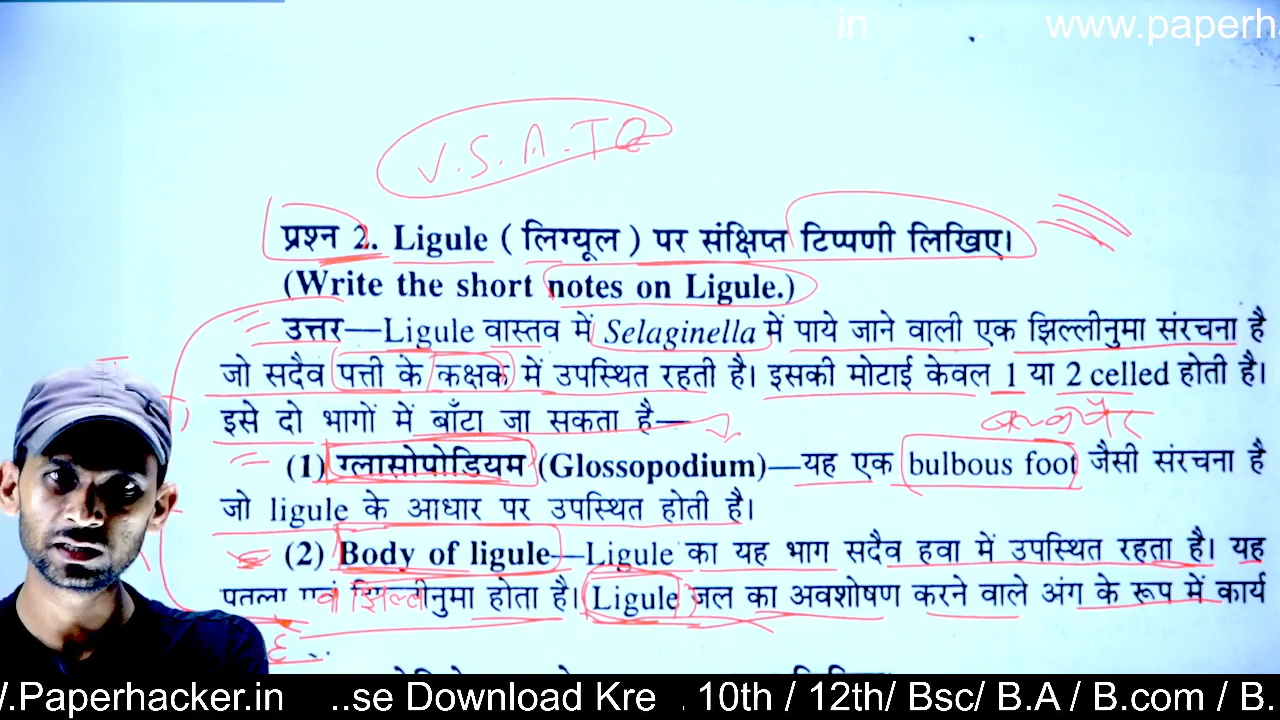 in www.paperha
V.S.A.T.Q
प्रश्न 2. Ligule ( लिग्यूल ) पर संक्षिप्त टिप्पणी लिखिए।
(Write the short notes on Ligule.)
उत्तर—Ligule वास्तव में Selaginella में पाये जाने वाली एक झिल्लीनुमा संरचना है
जो सदैव पत्ती के कक्षक में उपस्थित रहती है। इसकी मोटाई केवल 1 या 2 celled होती है।
इसे दो भागों में बाँटा जा सकता है—
(1) ग्लासोपोडियम (Glossopodium)—यह एक bulbous foot जैसी संरचना है
जो ligule के आधार पर उपस्थित होती है।
(2) Body of ligule—Ligule का यह भाग सदैव हवा में उपस्थित रहता है। यह
पतला एवं झिल्लीनुमा होता है। Ligule जल का अवशोषण करने वाले अंग के रूप में कार्य
है
/.Paperhacker.in ..se Download Kre . 10th / 12th/ Bsc/ B.A / B.com / B.